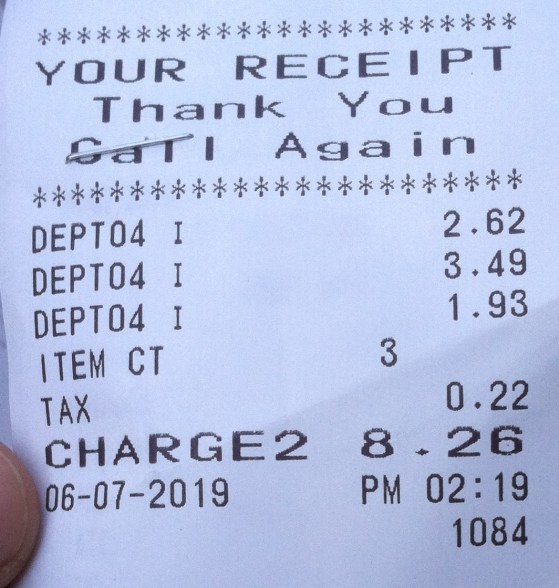 *************************
YOUR RECEIPT
Thank You
Call Again
*************************
DEPT04 I 2.62
DEPT04 I 3.49
DEPT04 I 1.93
ITEM CT 3
TAX 0.22
CHARGE2 8.26
06-07-2019 PM 02:19
1084